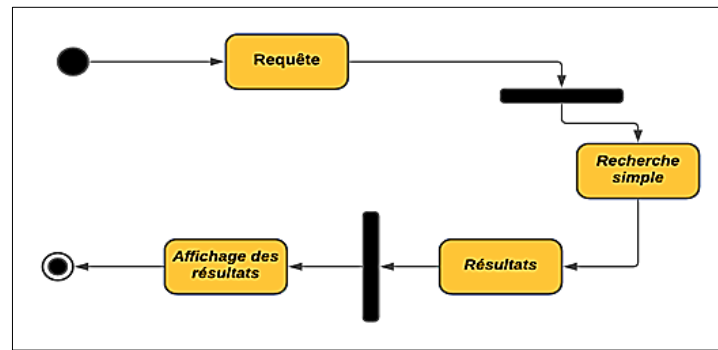 Requête
Recherche
simple
Résultats
Affichage des
résultats